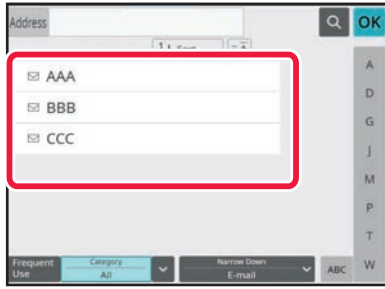 Address OK
AAA
BBB
CCC
A
D
G
J
M
P
T
W
Frequent Use
Category
All
Narrow Down
E-mail
ABC